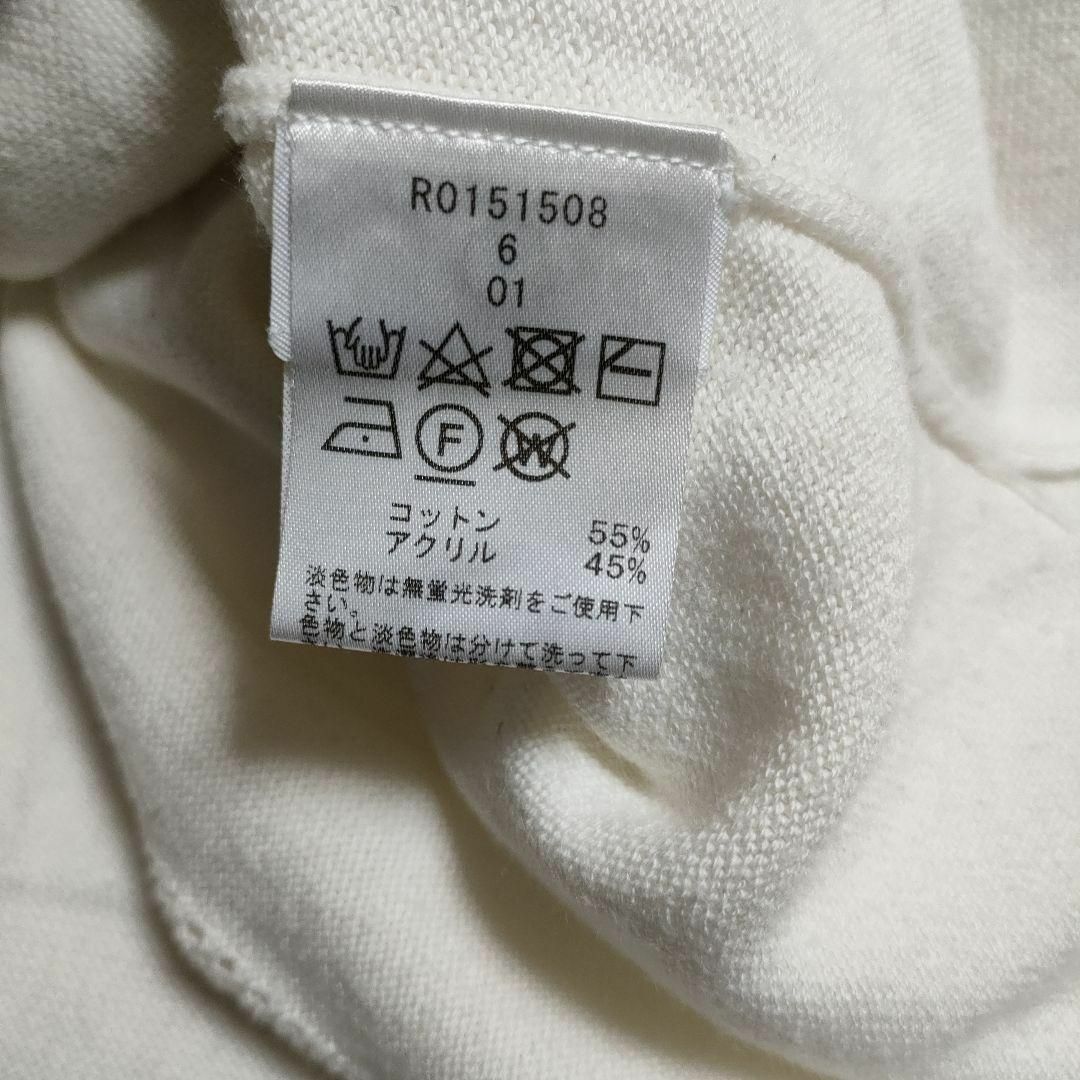 R0151508
6
01
F W
コットン 55%
アクリル 45%
淡色物は無蛍光洗剤をご使用下
さい。
色物と淡色物は分けて洗って下